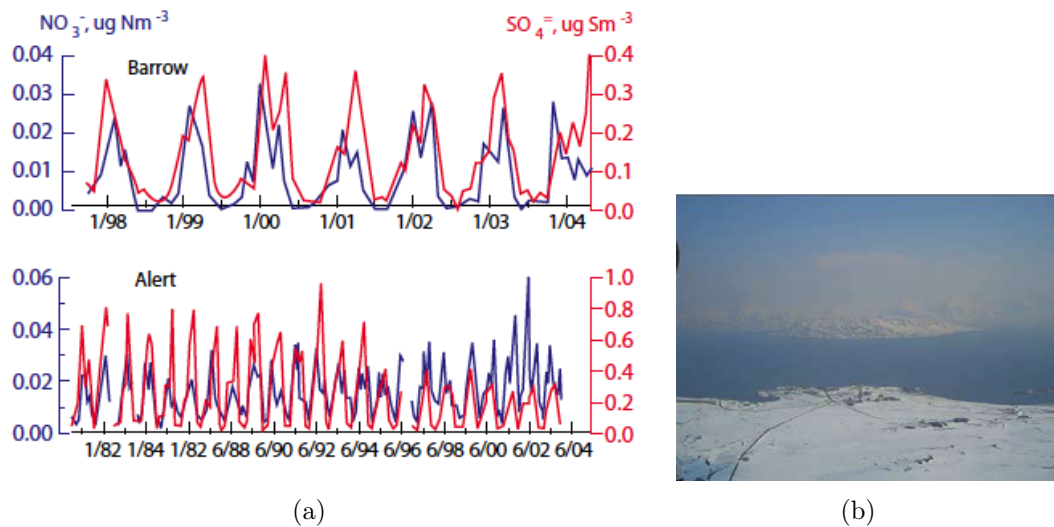 NO3-, ug Nm-3 SO4=, ug Sm-3
0.04 Barrow 0.4
0.03 0.3
0.02 0.2
0.01 0.1
0.00 0.0
1/98 1/99 1/00 1/01 1/02 1/03 1/04
0.06 Alert 1.0
0.8
0.04 0.6
0.02 0.4
0.2
0.00 0.0
1/82 1/84 1/82 6/88 6/90 6/92 6/94 6/96 6/98 6/00 6/02 6/04
(a) (b)